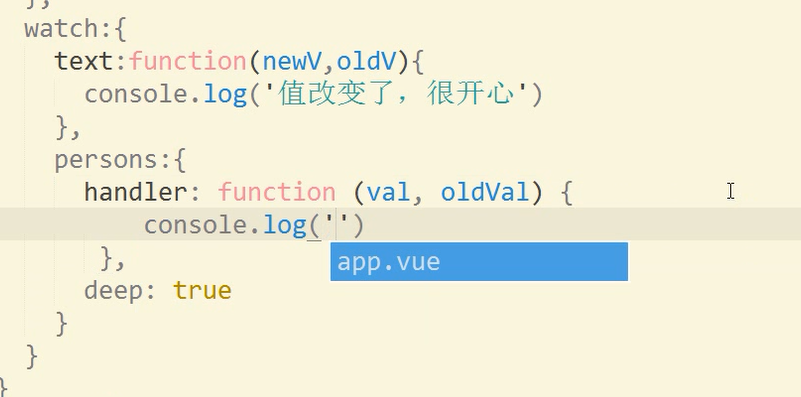 },
watch:{
text:function(newV,oldV){
console.log('值改变了，很开心')
},
persons:{
handler: function (val, oldVal) {
console.log('')
app.vue
},
deep: true
}
}
}